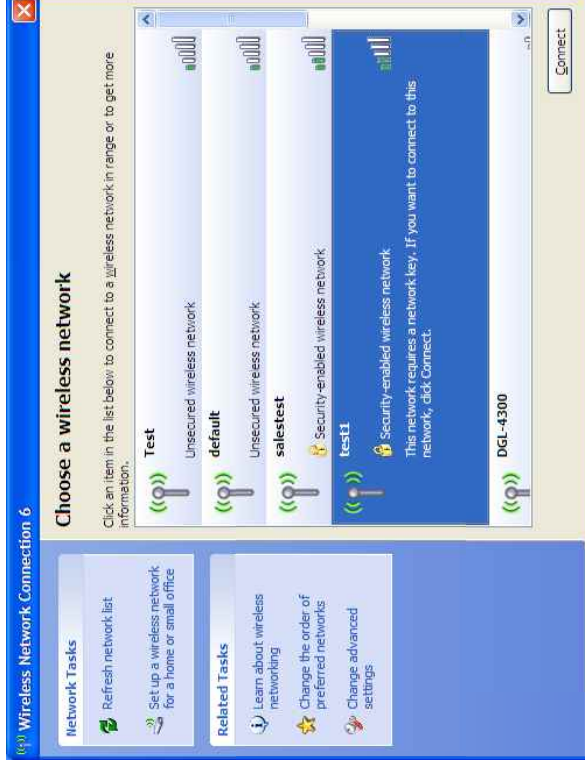 Wireless Network Connection 6
Network Tasks
Refresh network list
Set up a wireless network
for a home or small office
Related Tasks
Learn about wireless
networking
Change the order of
preferred networks
Change advanced
settings
Choose a wireless network
Click an item in the list below to connect to a wireless network in range or to get more
information.
Test
Unsecured wireless network
default
Unsecured wireless network
salestest
Security-enabled wireless network
test1
Security-enabled wireless network
This network requires a network key. If you want to connect to this
network, click Connect.
DGL-4300
Connect